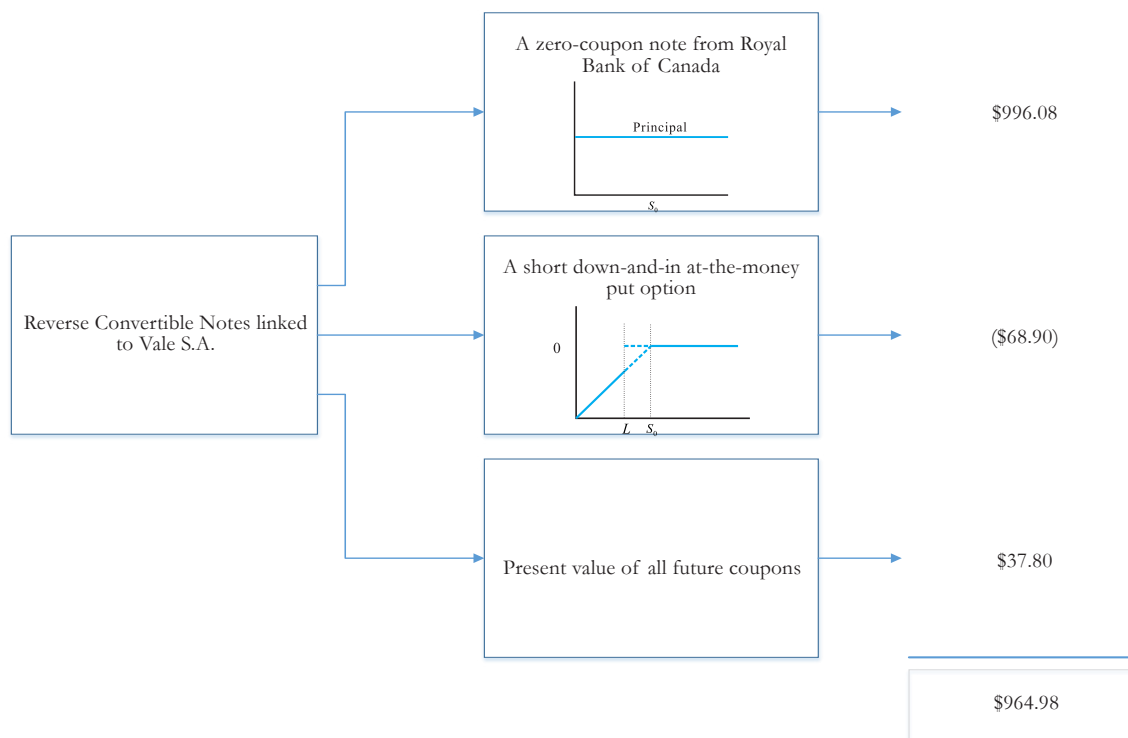 A zero-coupon note from Royal
Bank of Canada
Principal
S₀
$996.08
Reverse Convertible Notes linked
to Vale S.A.
A short down-and-in at-the-money
put option
0
L S₀
($68.90)
Present value of all future coupons
$37.80
$964.98